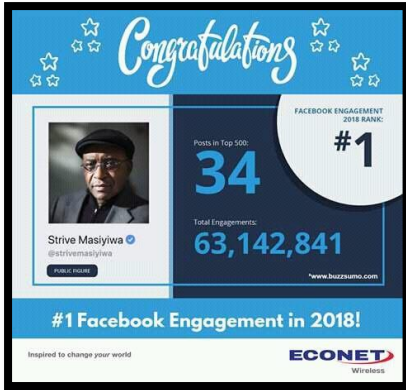 Congratulations
FACEBOOK ENGAGEMENT
2018 RANK:
#1
Posts in Top 500:
34
Total Engagements:
63,142,841
Strive Masiyiwa
@strivemasiyiwa
PUBLIC FIGURE
*www.buzzsumo.com
#1 Facebook Engagement in 2018!
Inspired to change your world
ECONET
Wireless